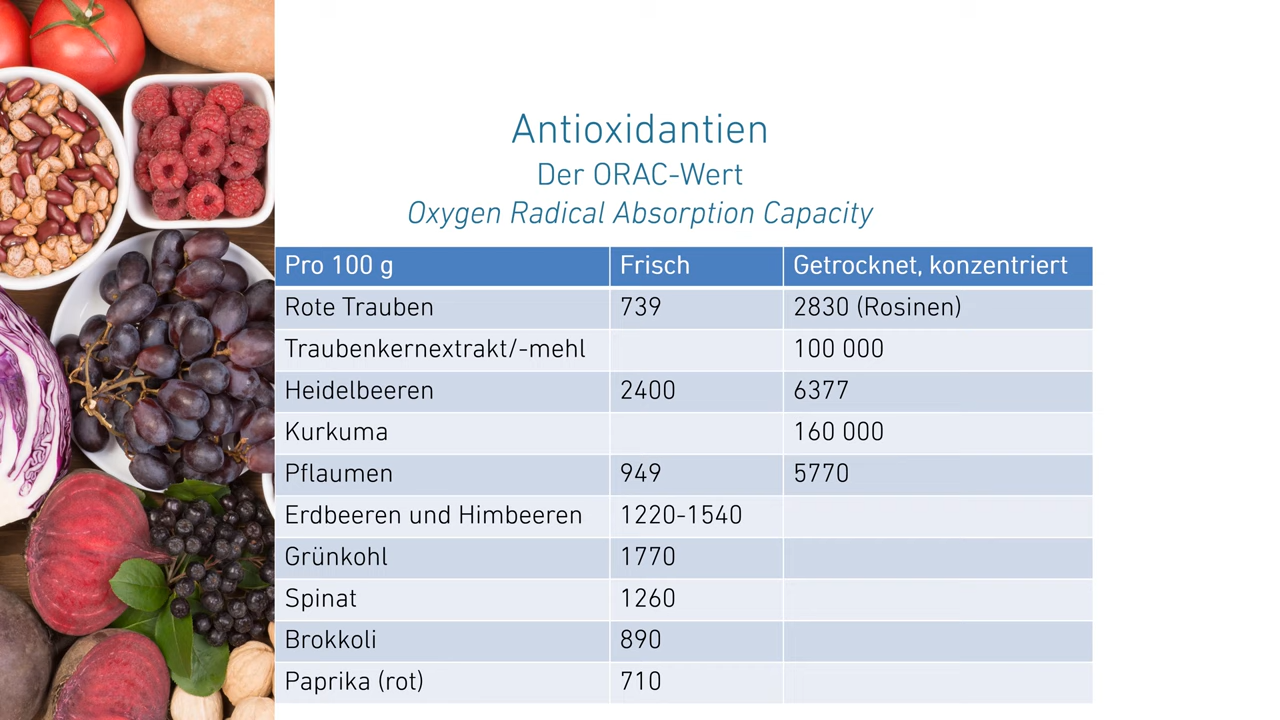 Antioxidantien
Der ORAC-Wert
Oxygen Radical Absorption Capacity
Pro 100 g Frisch Getrocknet, konzentriert
Rote Trauben 739 2830 (Rosinen)
Traubenkernextrakt/-mehl 100 000
Heidelbeeren 2400 6377
Kurkuma 160 000
Pflaumen 949 5770
Erdbeeren und Himbeeren 1220-1540
Grünkohl 1770
Spinat 1260
Brokkoli 890
Paprika (rot) 710